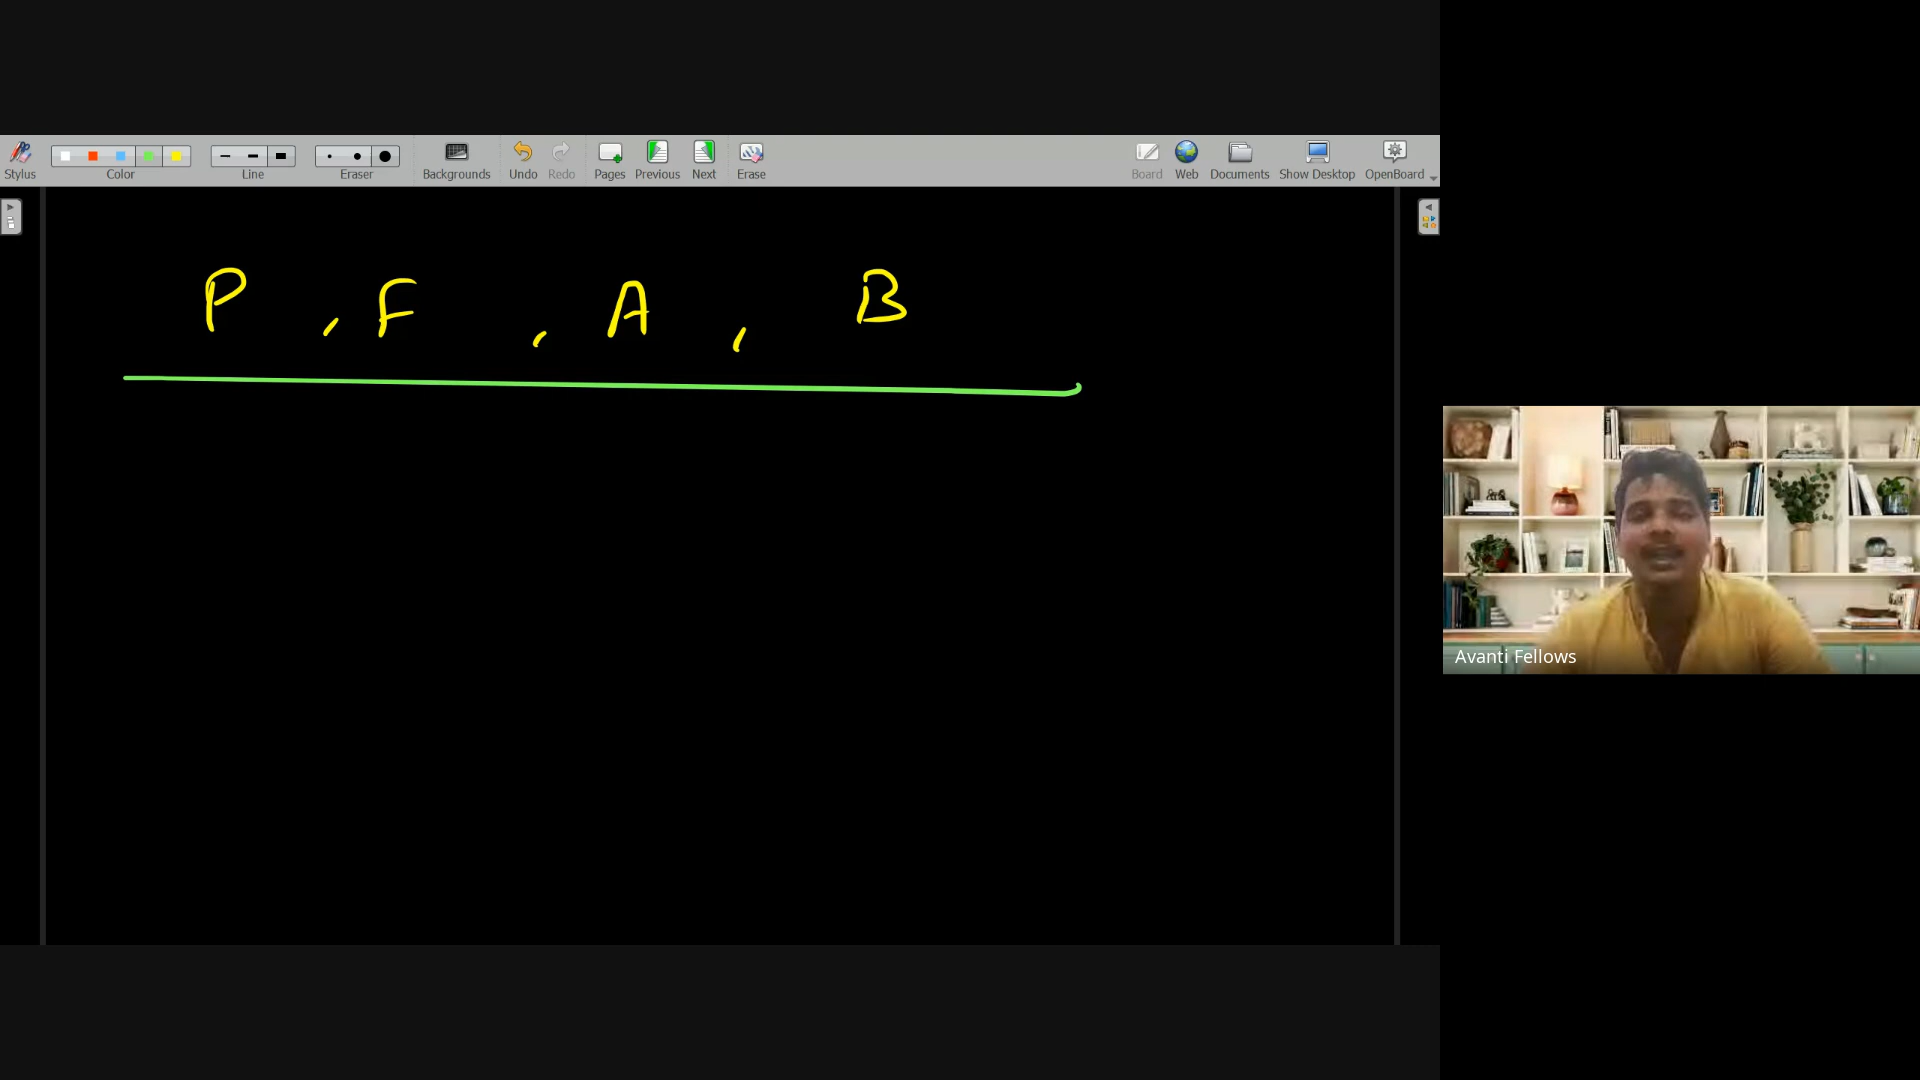 Stylus Color Line Eraser Backgrounds Undo Redo Pages Previous Next Erase Board Web Documents Show Desktop OpenBoard
P , F , A , B
Avanti Fellows